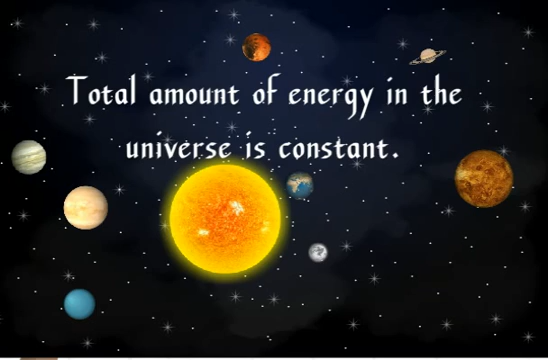 Total amount of energy in the
universe is constant.